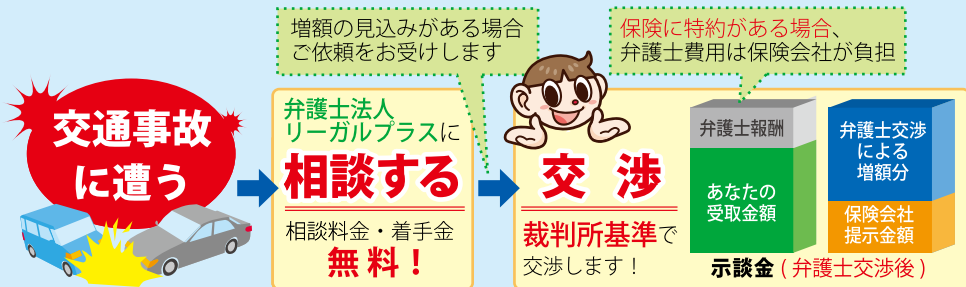 交通事故
に遭う
増額の見込みがある場合
ご依頼をお受けします
弁護士法人
リーガルプラスに
相談する
相談料金・着手金
無料！
保険に特約がある場合、
弁護士費用は保険会社が負担
交渉
裁判所基準で
交渉します！
弁護士報酬
あなたの
受取金額
弁護士交渉
による
増額分
保険会社
提示金額
示談金(弁護士交渉後)